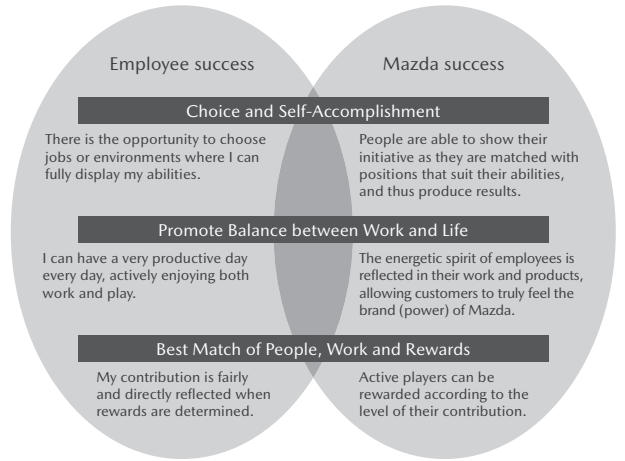 Employee success
Mazda success
Choice and Self-Accomplishment
There is the opportunity to choose
jobs or environments where I can
fully display my abilities.
People are able to show their
initiative as they are matched with
positions that suit their abilities,
and thus produce results.
Promote Balance between Work and Life
I can have a very productive day
every day, actively enjoying both
work and play.
The energetic spirit of employees is
reflected in their work and products,
allowing customers to truly feel the
brand (power) of Mazda.
Best Match of People, Work and Rewards
My contribution is fairly
and directly reflected when
rewards are determined.
Active players can be
rewarded according to the
level of their contribution.